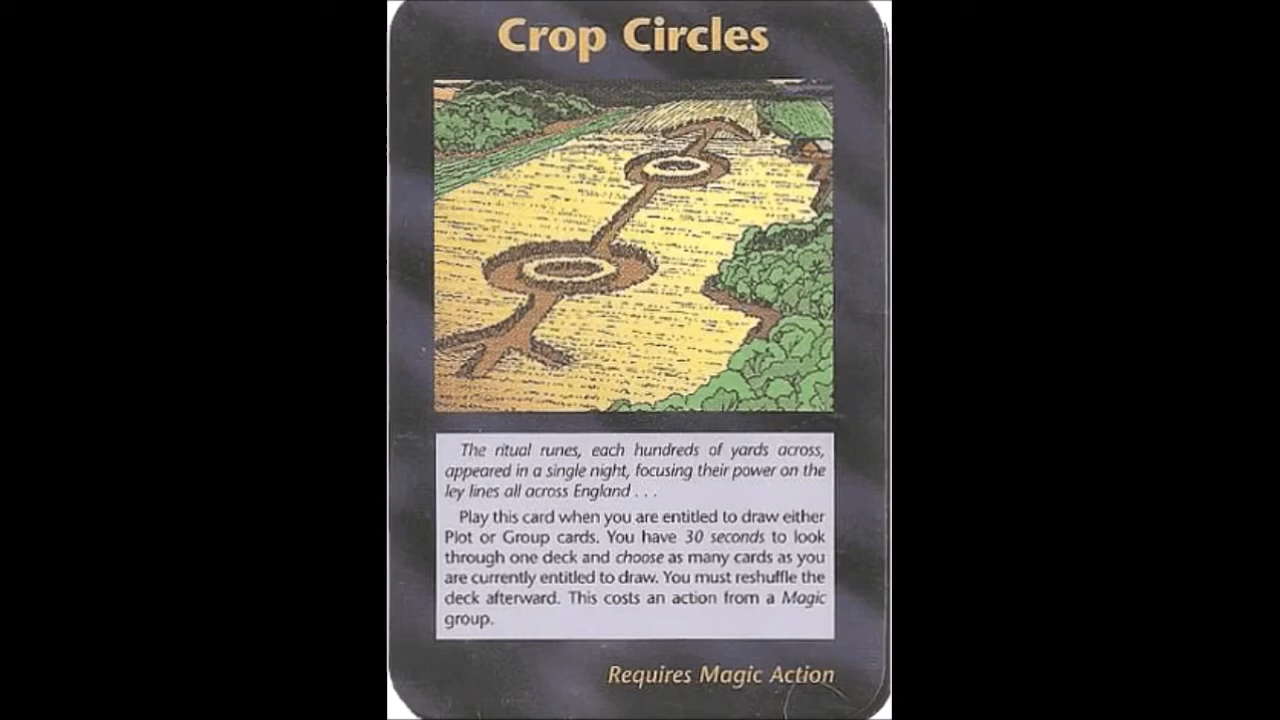 Crop Circles
The ritual runes, each hundreds of yards across,
appeared in a single night, focusing their power on the
ley lines all across England . . .
Play this card when you are entitled to draw either
Plot or Group cards. You have 30 seconds to look
through one deck and choose as many cards as you
are currently entitled to draw. You must reshuffle the
deck afterward. This costs an action from a Magic
group.
Requires Magic Action